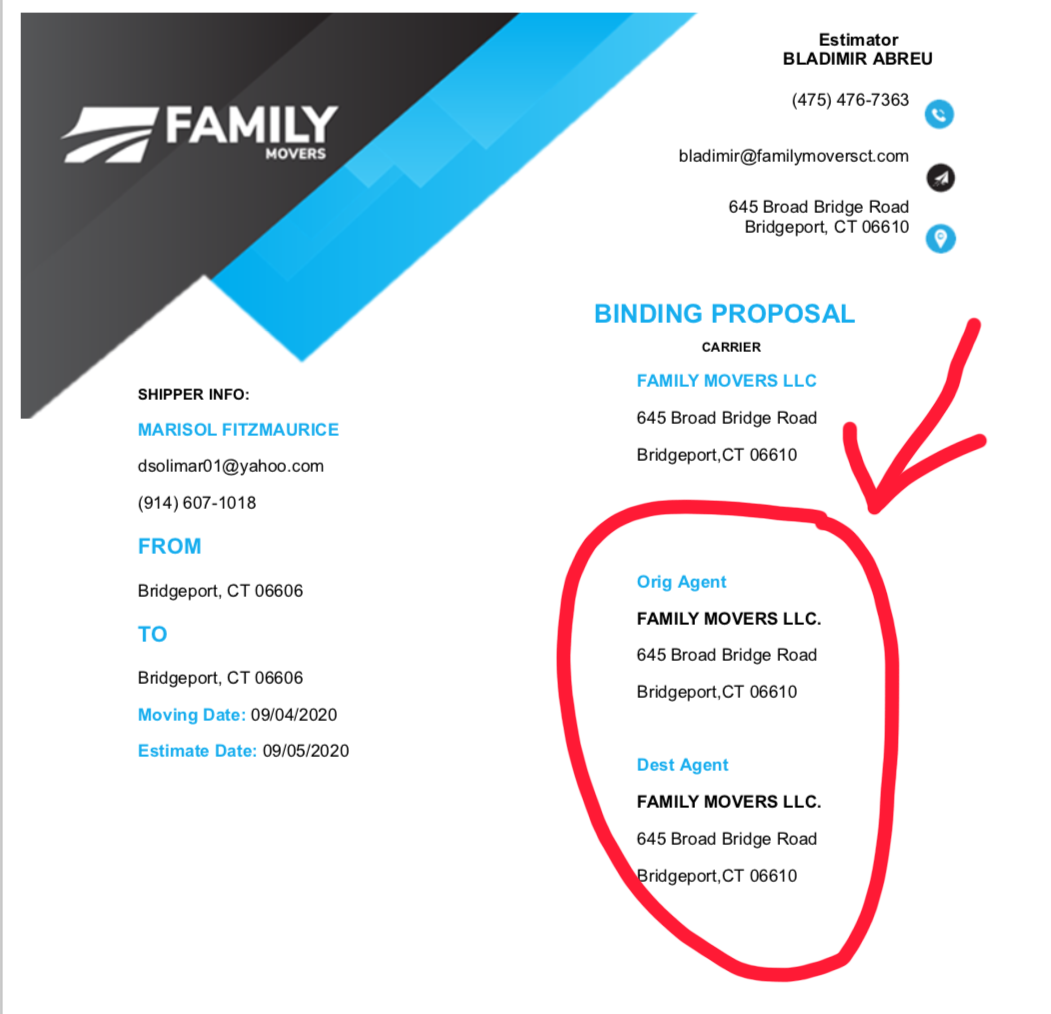 FAMILY
MOVERS
Estimator
BLADIMIR ABREU
(475) 476-7363
bladimir@familymoversct.com
645 Broad Bridge Road
Bridgeport, CT 06610
BINDING PROPOSAL
CARRIER
FAMILY MOVERS LLC
645 Broad Bridge Road
Bridgeport,CT 06610
SHIPPER INFO:
MARISOL FITZMAURICE
dsolimar01@yahoo.com
(914) 607-1018
FROM
Bridgeport, CT 06606
TO
Bridgeport, CT 06606
Moving Date: 09/04/2020
Estimate Date: 09/05/2020
Orig Agent
FAMILY MOVERS LLC.
645 Broad Bridge Road
Bridgeport,CT 06610
Dest Agent
FAMILY MOVERS LLC.
645 Broad Bridge Road
Bridgeport,CT 06610